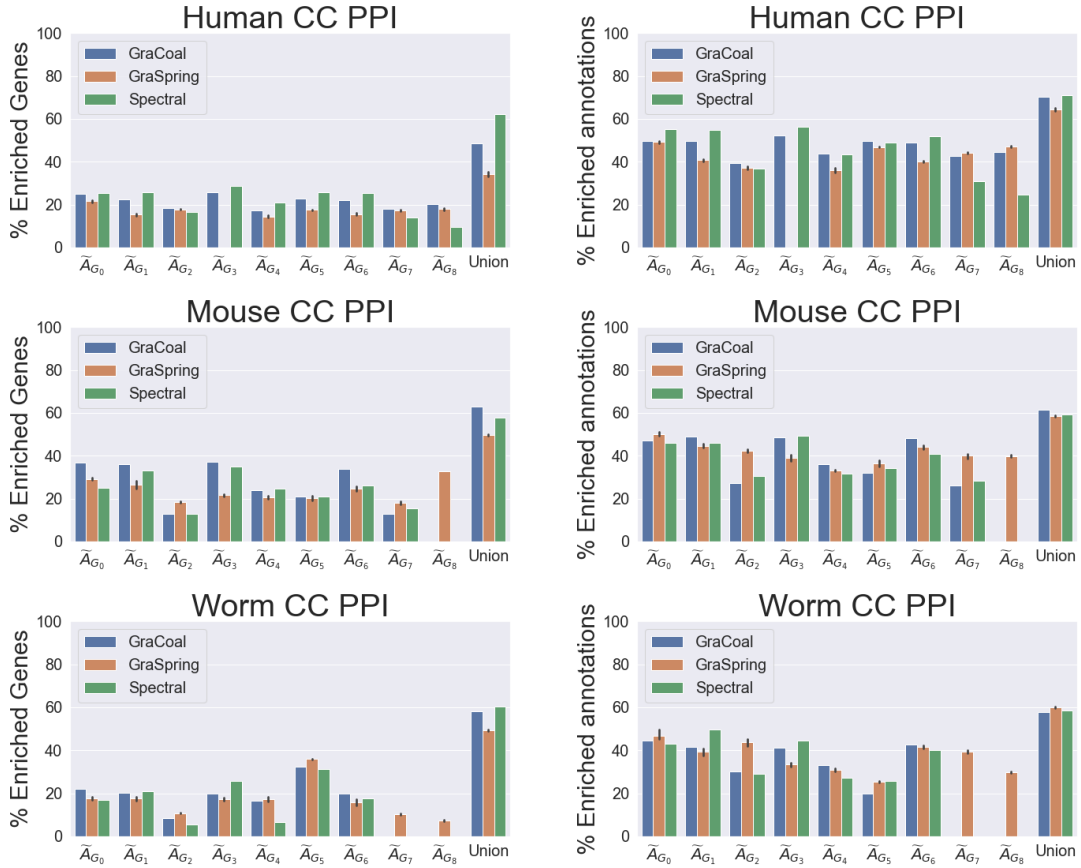 Human CC PPI
% Enriched Genes
100
80
60
40
20
0
GraCoal
GraSpring
Spectral
Ã_G₀ Ã_G₁ Ã_G₂ Ã_G₃ Ã_G₄ Ã_G₅ Ã_G₆ Ã_G₇ Ã_G₈ Union
Human CC PPI
% Enriched annotations
100
80
60
40
20
0
GraCoal
GraSpring
Spectral
Ã_G₀ Ã_G₁ Ã_G₂ Ã_G₃ Ã_G₄ Ã_G₅ Ã_G₆ Ã_G₇ Ã_G₈ Union
Mouse CC PPI
% Enriched Genes
100
80
60
40
20
0
GraCoal
GraSpring
Spectral
Ã_G₀ Ã_G₁ Ã_G₂ Ã_G₃ Ã_G₄ Ã_G₅ Ã_G₆ Ã_G₇ Ã_G₈ Union
Mouse CC PPI
% Enriched annotations
100
80
60
40
20
0
GraCoal
GraSpring
Spectral
Ã_G₀ Ã_G₁ Ã_G₂ Ã_G₃ Ã_G₄ Ã_G₅ Ã_G₆ Ã_G₇ Ã_G₈ Union
Worm CC PPI
% Enriched Genes
100
80
60
40
20
0
GraCoal
GraSpring
Spectral
Ã_G₀ Ã_G₁ Ã_G₂ Ã_G₃ Ã_G₄ Ã_G₅ Ã_G₆ Ã_G₇ Ã_G₈ Union
Worm CC PPI
% Enriched annotations
100
80
60
40
20
0
GraCoal
GraSpring
Spectral
Ã_G₀ Ã_G₁ Ã_G₂ Ã_G₃ Ã_G₄ Ã_G₅ Ã_G₆ Ã_G₇ Ã_G₈ Union